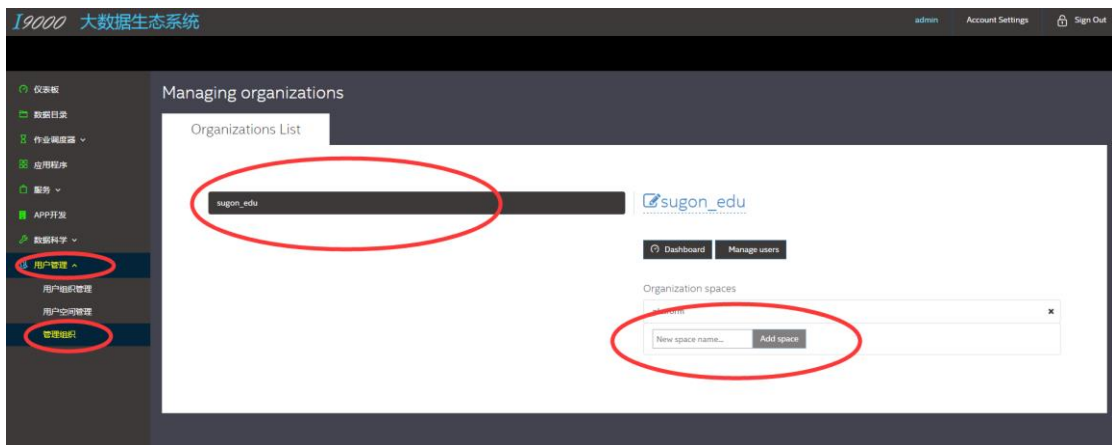 I9000 大数据生态系统
admin Account Settings Sign Out
仪表板
数据目录
作业调度器
应用程序
服务
APP开发
数据科学
用户管理
用户组织管理
用户空间管理
管理组织
Managing organizations
Organizations List
sugon_edu
sugon_edu
Dashboard Manage users
Organization spaces
New space name... Add space